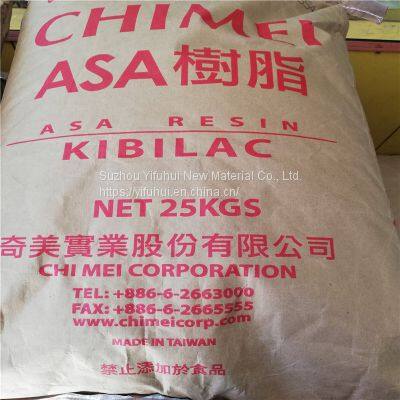 CHIMEI
ASA樹脂
ASA RESIN
KIBILAC
Suzhou Yifuhui New Material Co., Ltd.
https://yifuhui.en.china.cn/
NET 25KGS
奇美實業股份有限公司
CHI MEI CORPORATION
TEL: +886-6-2663000
FAX: +886-6-2665555
www.chimeicorp.com
MADE IN TAIWAN
禁止添加於食品